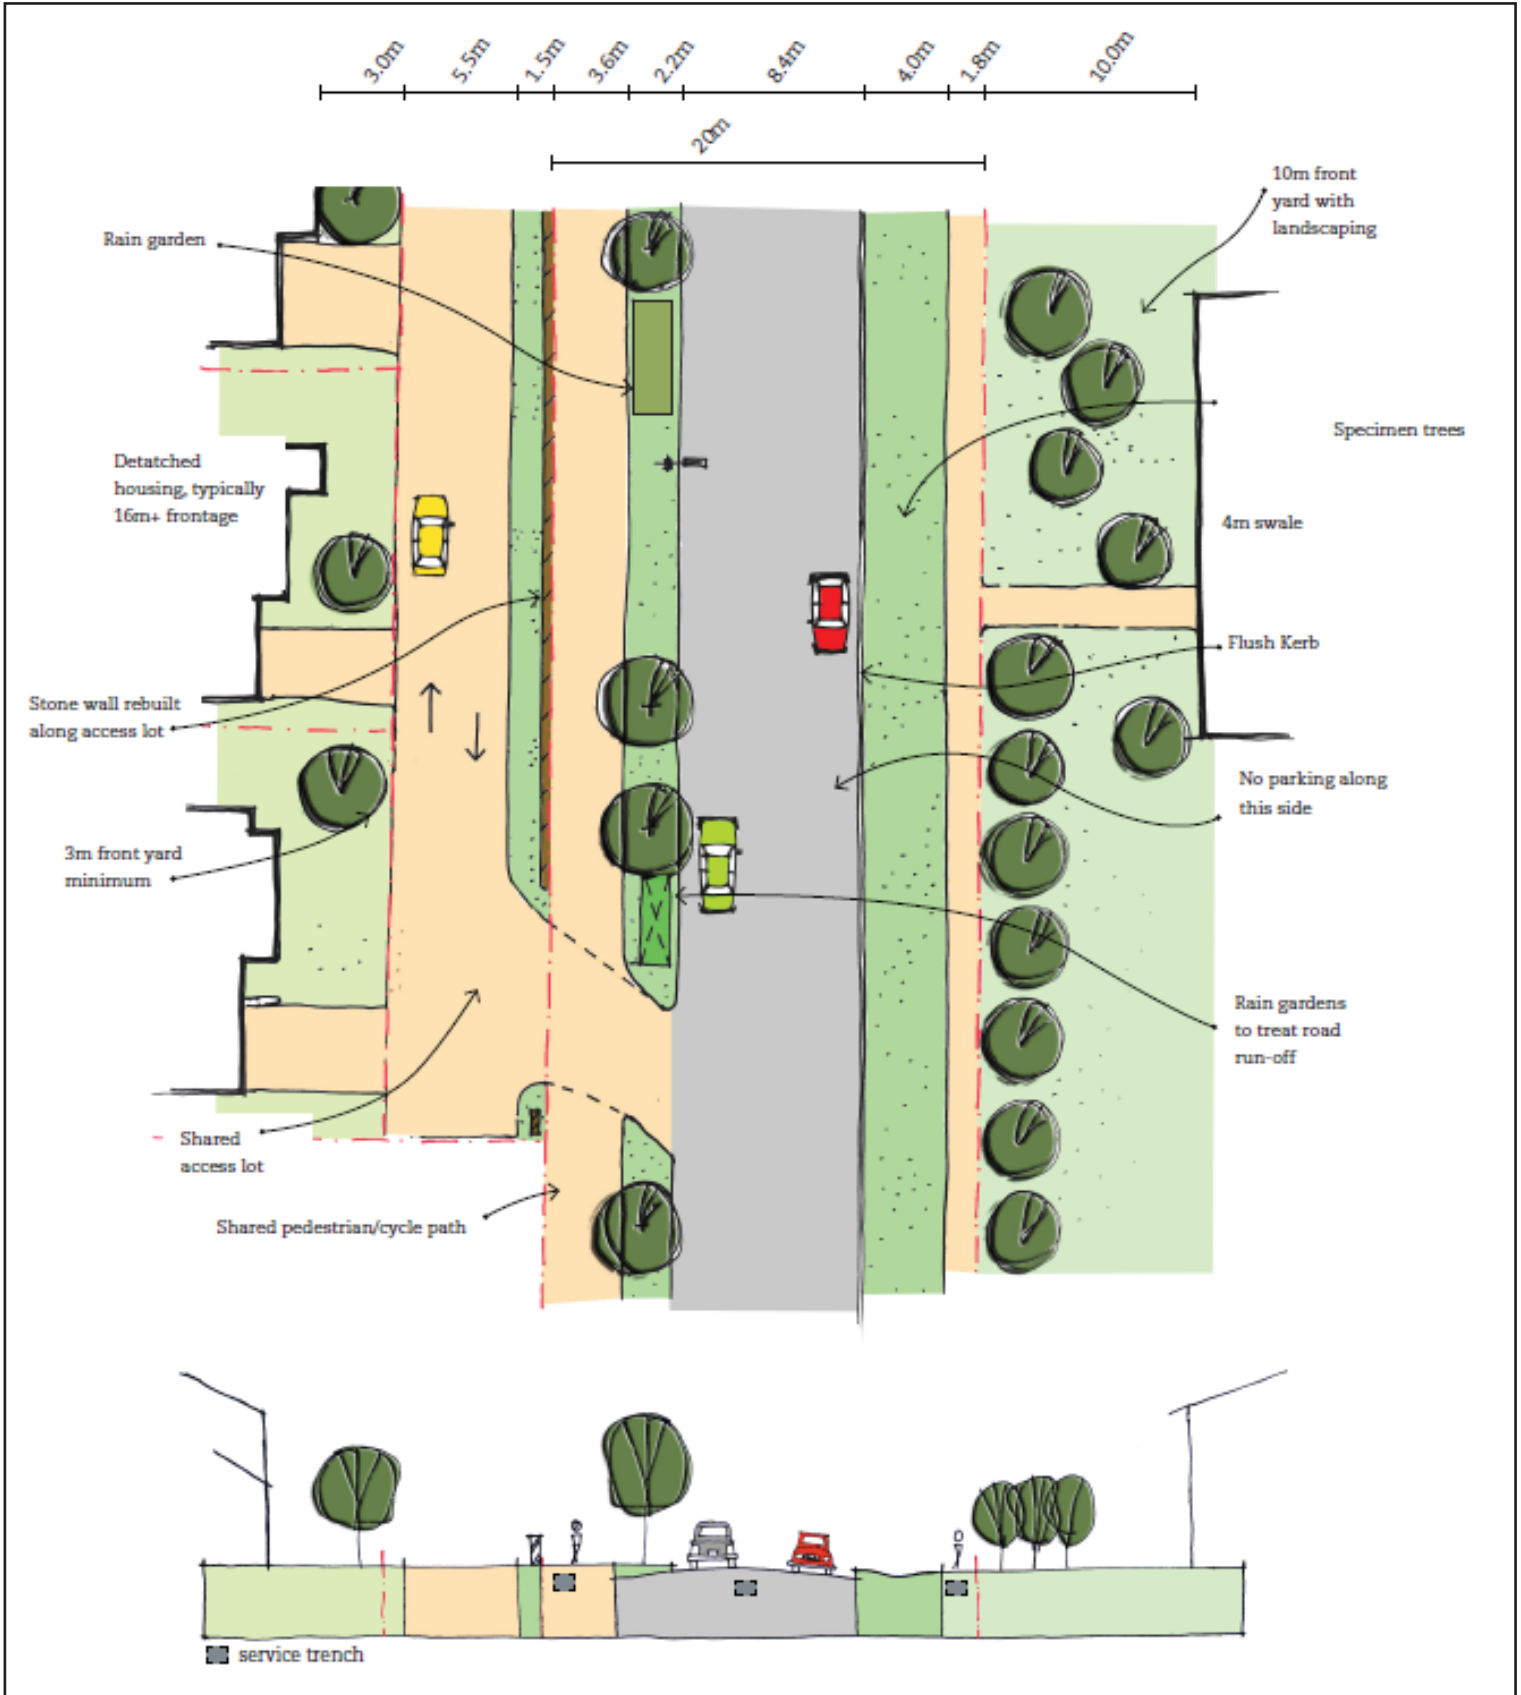 3.0m
5.5m
1.5m
3.6m
2.2m
8.4m
4.0m
1.8m
10.0m
20m
10m front
yard with
landscaping
Rain garden
Specimen trees
Detatched
housing, typically
16m+ frontage
4m swale
Flush Kerb
Stone wall rebuilt
along access lot
No parking along
this side
3m front yard
minimum
Rain gardens
to treat road
run-off
Shared
access lot
Shared pedestrian/cycle path
service trench